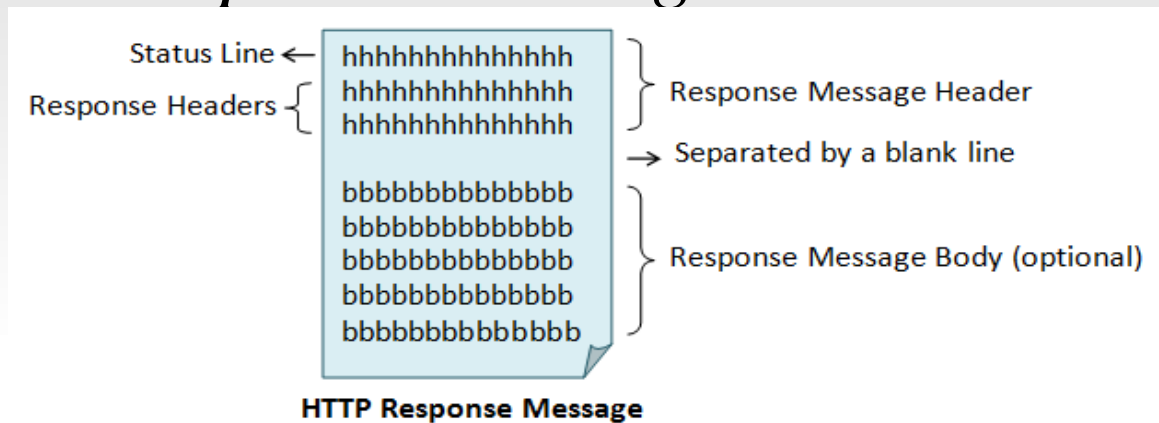 Status Line
hhhhhhhhhhhhhh
Response Headers
hhhhhhhhhhhhhh
hhhhhhhhhhhhhh
Response Message Header
Separated by a blank line
bbbbbbbbbbbbbb
bbbbbbbbbbbbbb
bbbbbbbbbbbbbb
bbbbbbbbbbbbbb
bbbbbbbbbbbbbb
Response Message Body (optional)
HTTP Response Message